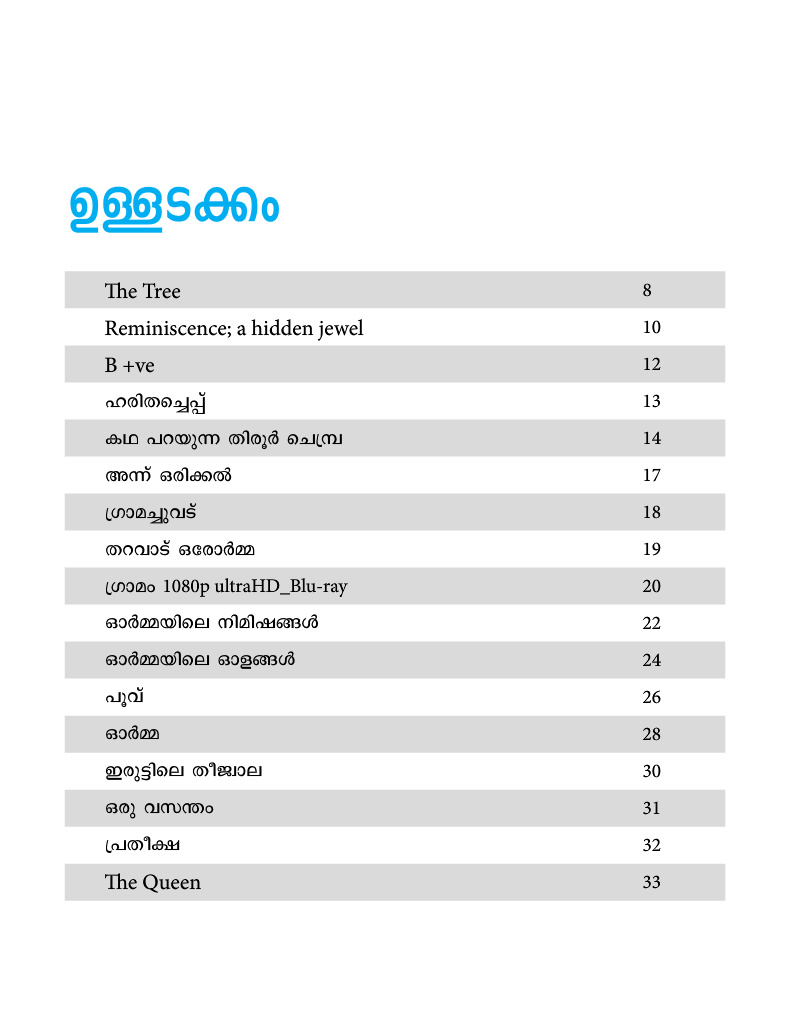 ഉള്ളടക്കം
The Tree 8
Reminiscence; a hidden jewel 10
B +ve 12
ഹരിതച്ചെപ്പ് 13
കഥ പറയുന്ന തിരൂർ ചെമ്പ്ര 14
അന്ന് ഒരിക്കൽ 17
ഗ്രാമച്ചുവട് 18
തറവാട് ഒരോർമ്മ 19
ഗ്രാമം 1080p ultraHD_Blu-ray 20
ഓർമ്മയിലെ നിമിഷങ്ങൾ 22
ഓർമ്മയിലെ ഓളങ്ങൾ 24
പൂവ് 26
ഓർമ്മ 28
ഇരുട്ടിലെ തീജ്വാല 30
ഒരു വസന്തം 31
പ്രതീക്ഷ 32
The Queen 33